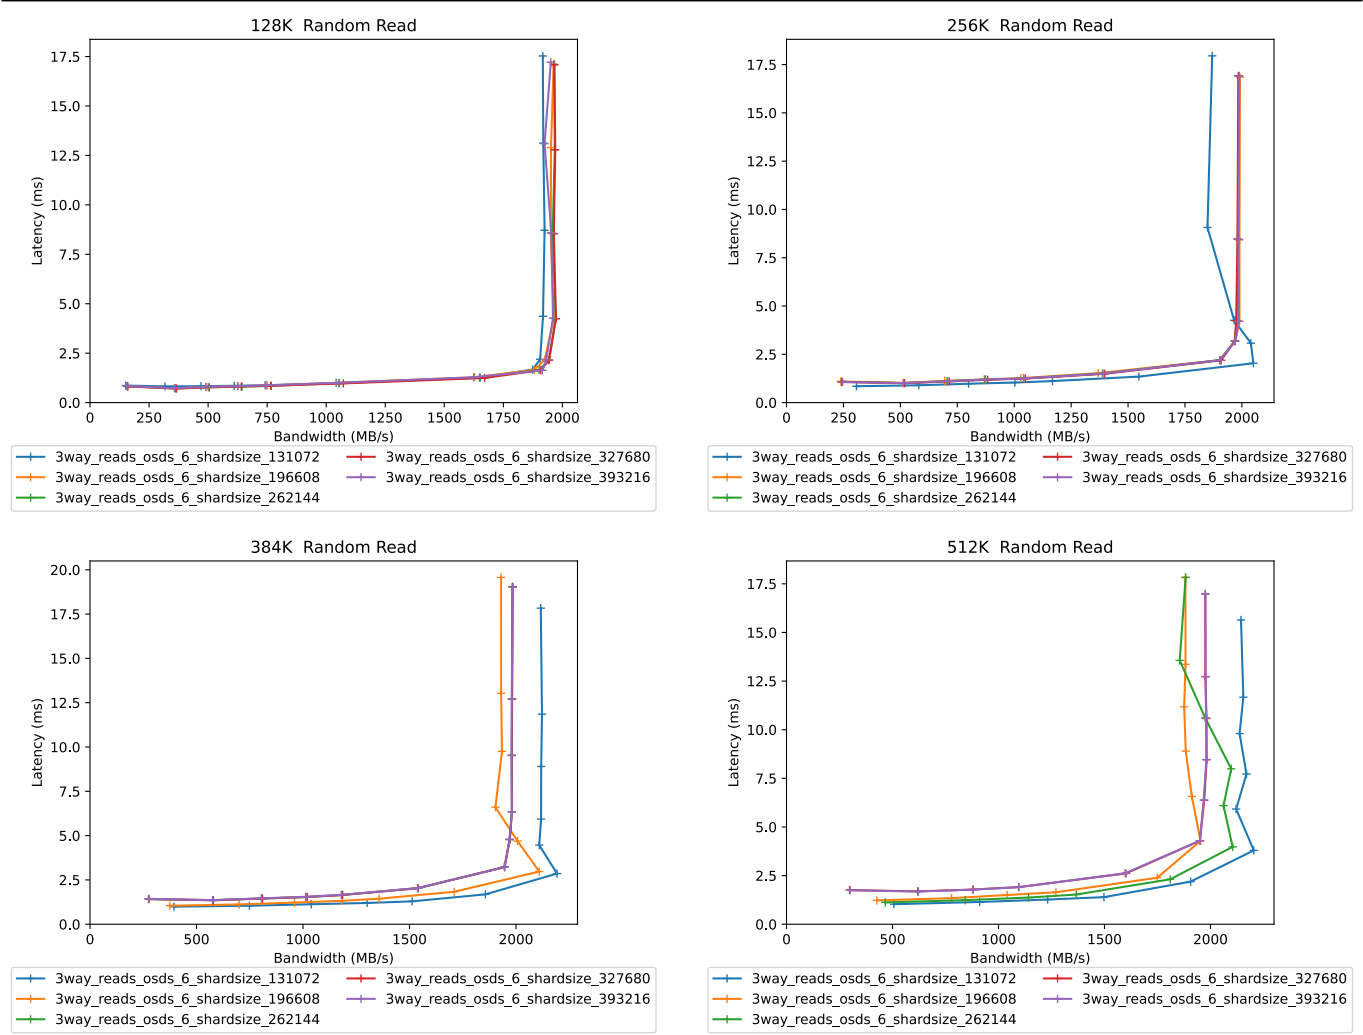 128K  Random Read
17.5
15.0
12.5
10.0
7.5
5.0
2.5
0.0
Latency (ms)
0 250 500 750 1000 1250 1500 1750 2000
Bandwidth (MB/s)
3way_reads_osds_6_shardsize_131072 3way_reads_osds_6_shardsize_327680
3way_reads_osds_6_shardsize_196608 3way_reads_osds_6_shardsize_393216
3way_reads_osds_6_shardsize_262144
256K  Random Read
17.5
15.0
12.5
10.0
7.5
5.0
2.5
0.0
Latency (ms)
0 250 500 750 1000 1250 1500 1750 2000
Bandwidth (MB/s)
3way_reads_osds_6_shardsize_131072 3way_reads_osds_6_shardsize_327680
3way_reads_osds_6_shardsize_196608 3way_reads_osds_6_shardsize_393216
3way_reads_osds_6_shardsize_262144
384K  Random Read
20.0
17.5
15.0
12.5
10.0
7.5
5.0
2.5
0.0
Latency (ms)
0 500 1000 1500 2000
Bandwidth (MB/s)
3way_reads_osds_6_shardsize_131072 3way_reads_osds_6_shardsize_327680
3way_reads_osds_6_shardsize_196608 3way_reads_osds_6_shardsize_393216
3way_reads_osds_6_shardsize_262144
512K  Random Read
17.5
15.0
12.5
10.0
7.5
5.0
2.5
0.0
Latency (ms)
0 500 1000 1500 2000
Bandwidth (MB/s)
3way_reads_osds_6_shardsize_131072 3way_reads_osds_6_shardsize_327680
3way_reads_osds_6_shardsize_196608 3way_reads_osds_6_shardsize_393216
3way_reads_osds_6_shardsize_262144